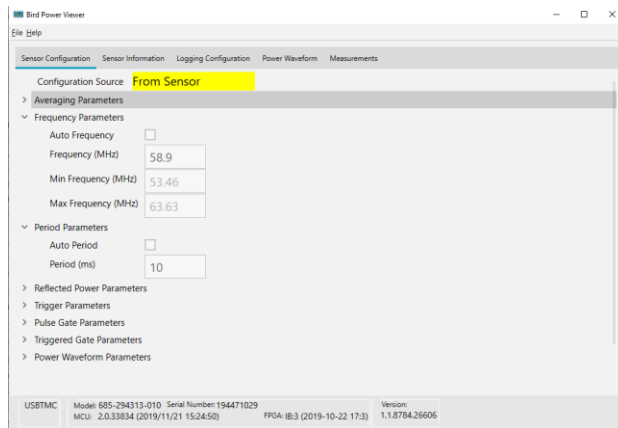 Bird Power Viewer
File Help
Sensor Configuration Sensor Information Logging Configuration Power Waveform Measurements
Configuration Source From Sensor
Averaging Parameters
Frequency Parameters
Auto Frequency
Frequency (MHz) 58.9
Min Frequency (MHz) 53.46
Max Frequency (MHz) 63.63
Period Parameters
Auto Period
Period (ms) 10
Reflected Power Parameters
Trigger Parameters
Pulse Gate Parameters
Triggered Gate Parameters
Power Waveform Parameters
USBTMC Model: 685-294313-010 Serial Number: 194471029 Version:
MCU: 2.0.33834 (2019/11/21 15:24:50) FPGA: IB:3 (2019-10-22 17:3) 1.1.8784.26606